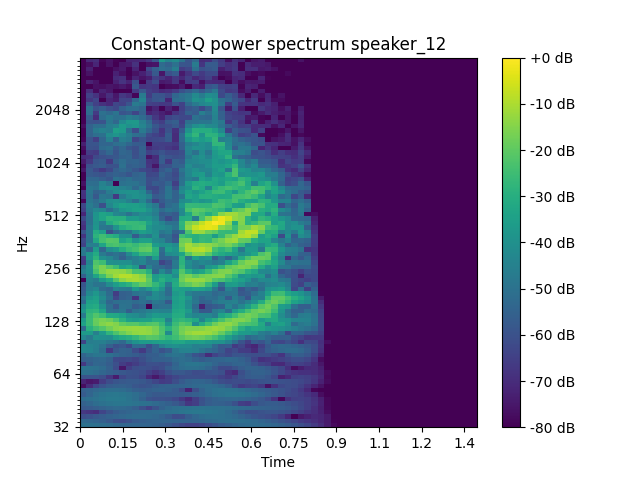 Constant-Q power spectrum speaker_12
Hz
2048
1024
512
256
128
64
32
0 0.15 0.3 0.45 0.6 0.75 0.9 1.1 1.2 1.4
Time
+0 dB
-10 dB
-20 dB
-30 dB
-40 dB
-50 dB
-60 dB
-70 dB
-80 dB